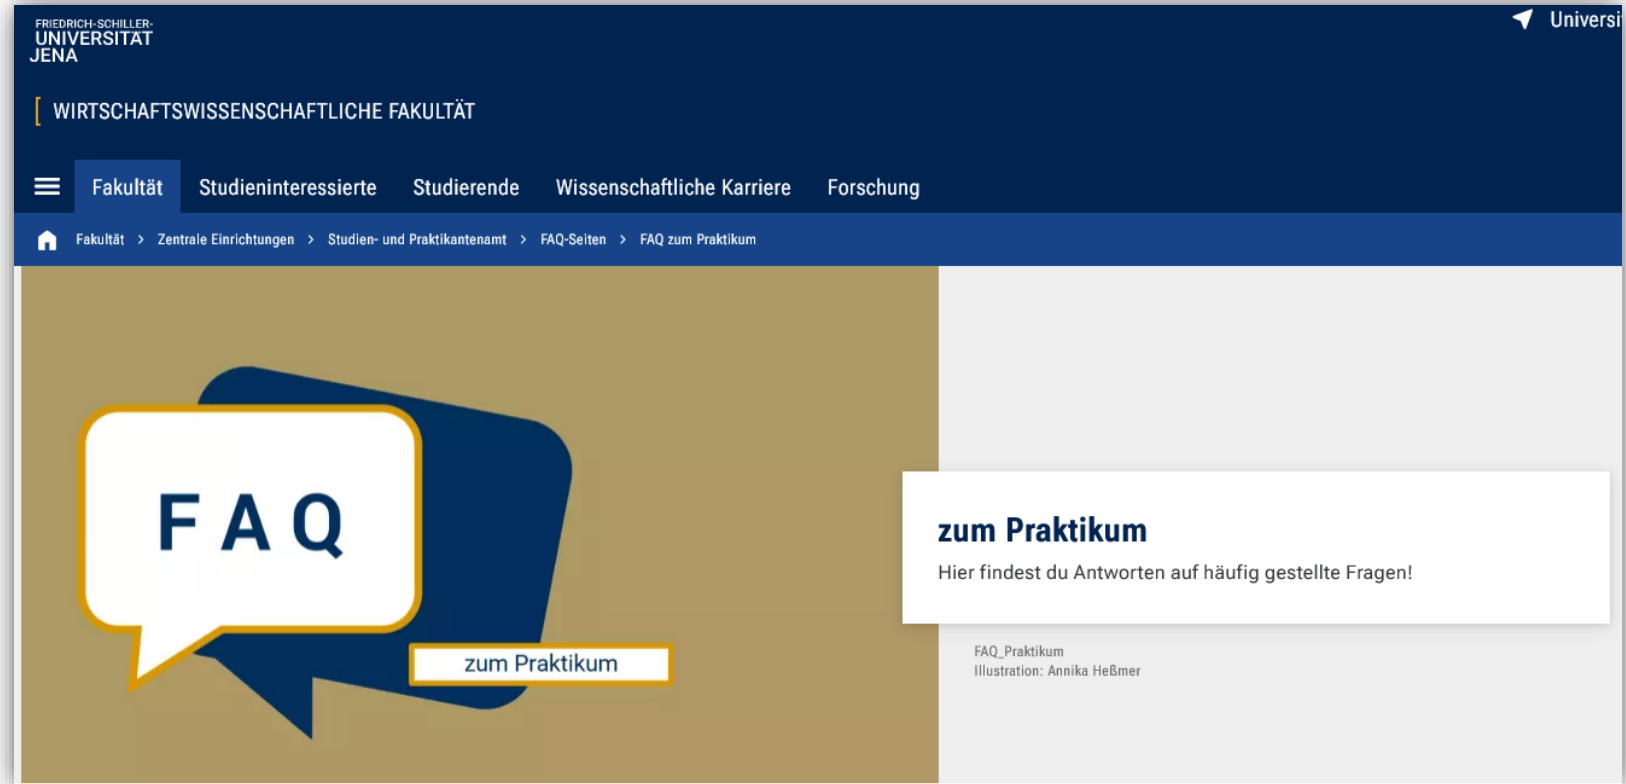 FRIEDRICH-SCHILLER-
UNIVERSITÄT
JENA
Universi
[ WIRTSCHAFTSWISSENSCHAFTLICHE FAKULTÄT
Fakultät Studieninteressierte Studierende Wissenschaftliche Karriere Forschung
Fakultät > Zentrale Einrichtungen > Studien- und Praktikantenamt > FAQ-Seiten > FAQ zum Praktikum
FAQ
zum Praktikum
zum Praktikum
Hier findest du Antworten auf häufig gestellte Fragen!
FAQ_Praktikum
Illustration: Annika Heßmer